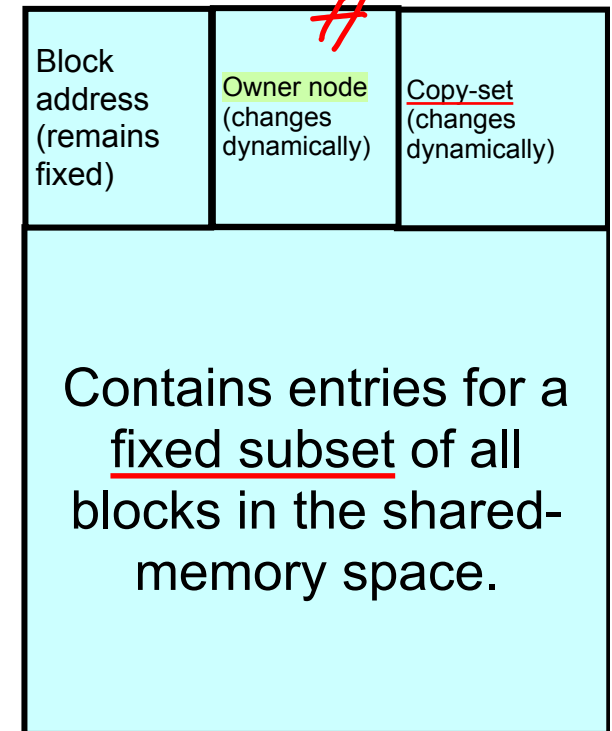 Block
address
(remains
fixed)
Owner node
(changes
dynamically)
Copy-set
(changes
dynamically)
Contains entries for a
fixed subset of all
blocks in the shared-
memory space.